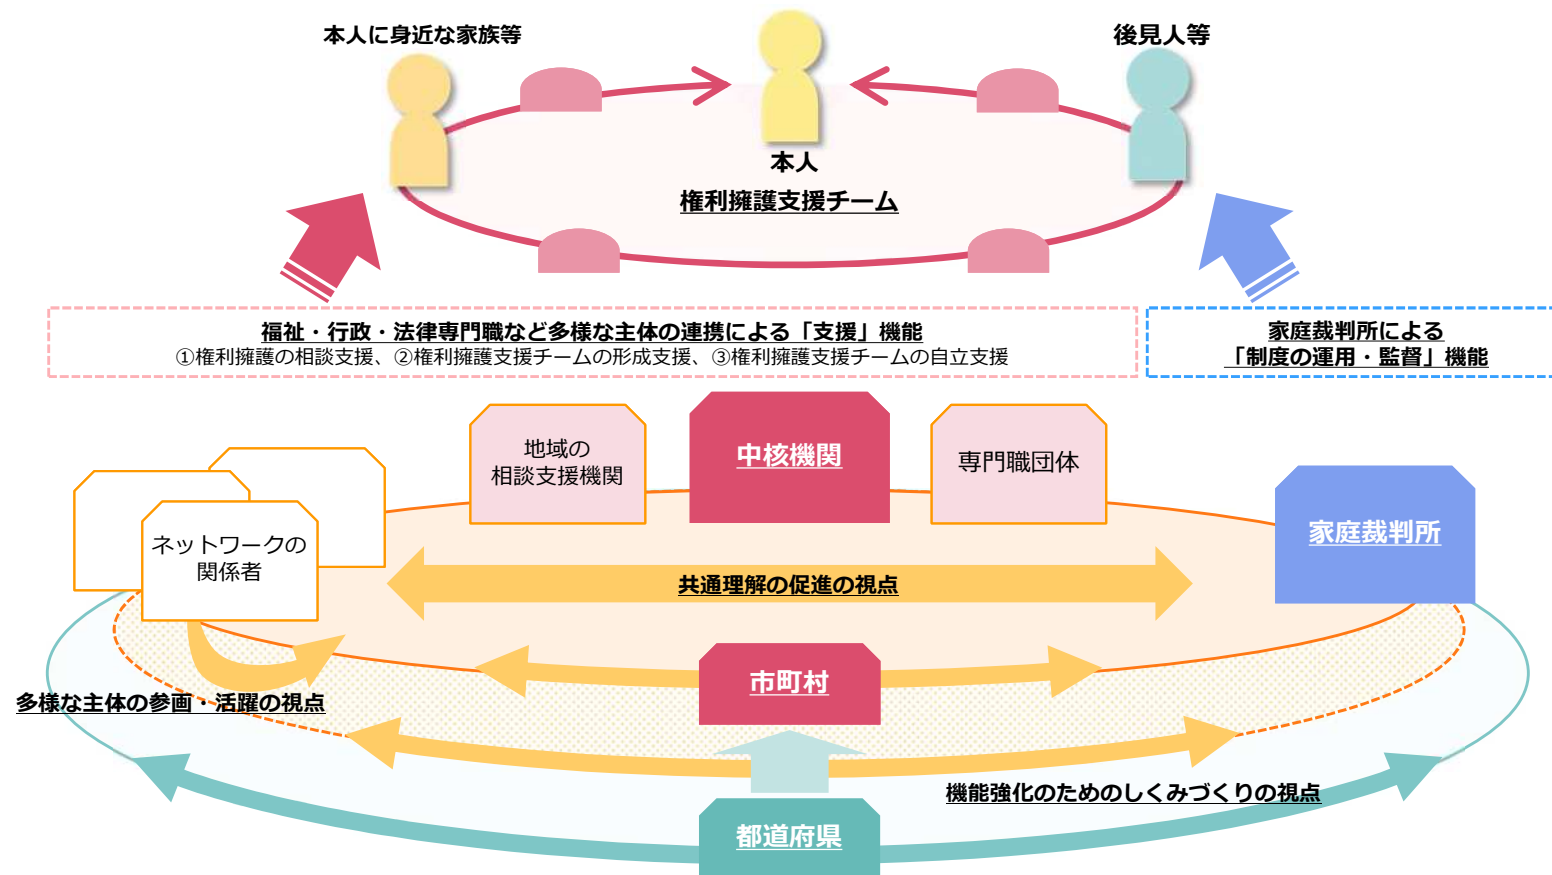 本人に身近な家族等
後見人等
本人
権利擁護支援チーム
福祉・行政・法律専門職など多様な主体の連携による「支援」機能
①権利擁護の相談支援、②権利擁護支援チームの形成支援、③権利擁護支援チームの自立支援
家庭裁判所による
「制度の運用・監督」機能
地域の
相談支援機関
中核機関
専門職団体
ネットワークの
関係者
家庭裁判所
共通理解の促進の視点
市町村
多様な主体の参画・活躍の視点
機能強化のためのしくみづくりの視点
都道府県